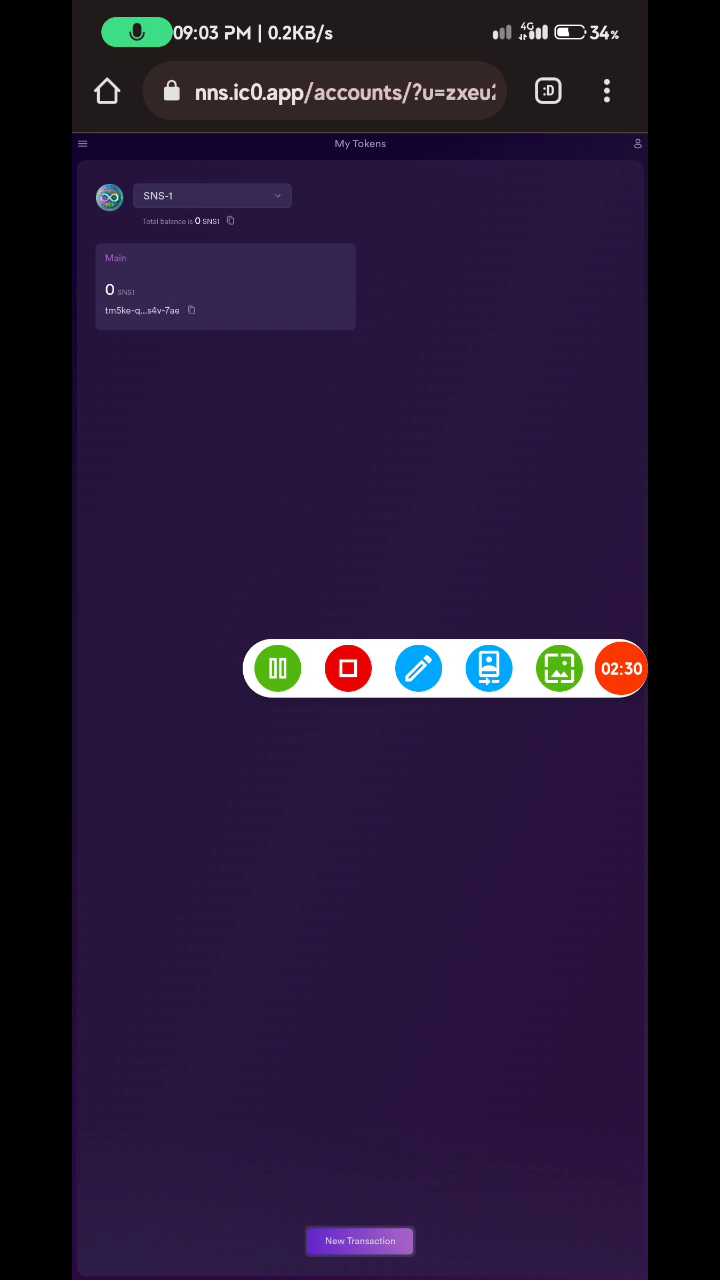 09:03 PM | 0.2KB/s
4G
34%
nns.ic0.app/accounts/?u=zxeu
:D
My Tokens
SNS-1
Total balance is 0 SNS1
Main
0 SNS1
tm5ke-q...s4v-7ae
02:30
New Transaction